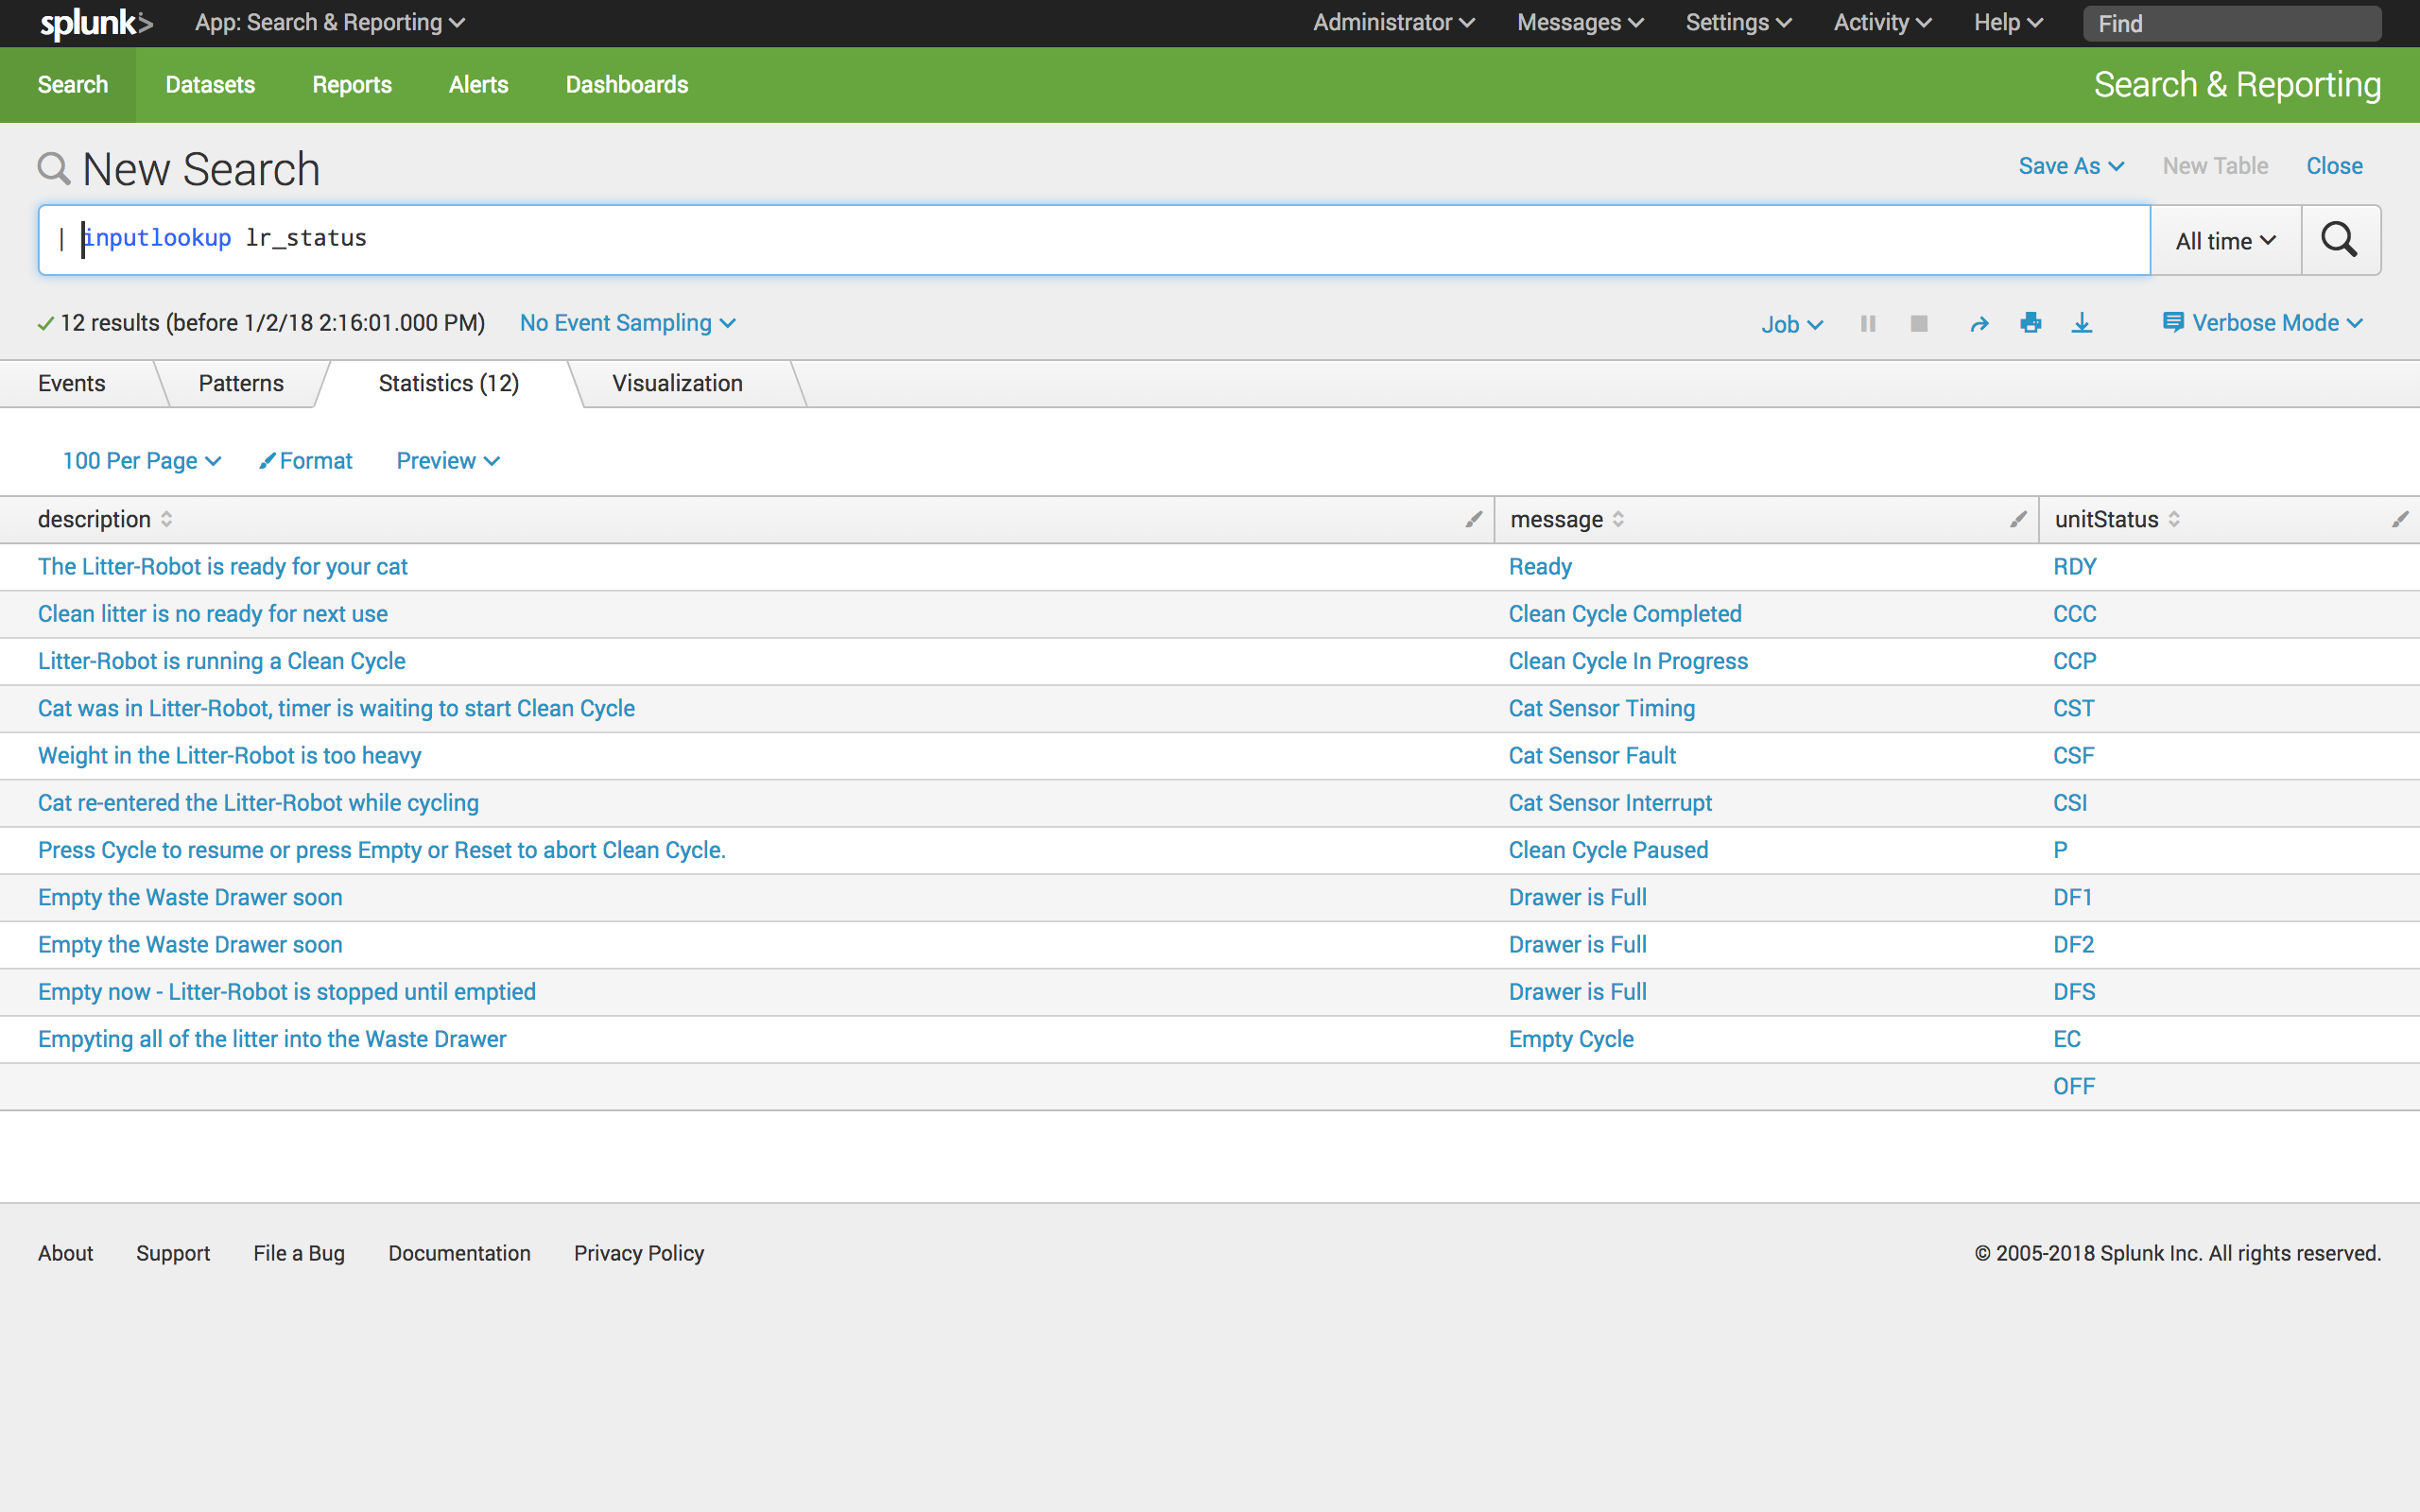 splunk> App: Search & Reporting Administrator Messages Settings Activity Help Find
Search Datasets Reports Alerts Dashboards Search & Reporting
New Search Save As New Table Close
| inputlookup lr_status All time
12 results (before 1/2/18 2:16:01.000 PM) No Event Sampling Job Verbose Mode
Events Patterns Statistics (12) Visualization
100 Per Page Format Preview
description message unitStatus
The Litter-Robot is ready for your cat Ready RDY
Clean litter is no ready for next use Clean Cycle Completed CCC
Litter-Robot is running a Clean Cycle Clean Cycle In Progress CCP
Cat was in Litter-Robot, timer is waiting to start Clean Cycle Cat Sensor Timing CST
Weight in the Litter-Robot is too heavy Cat Sensor Fault CSF
Cat re-entered the Litter-Robot while cycling Cat Sensor Interrupt CSI
Press Cycle to resume or press Empty or Reset to abort Clean Cycle. Clean Cycle Paused P
Empty the Waste Drawer soon Drawer is Full DF1
Empty the Waste Drawer soon Drawer is Full DF2
Empty now - Litter-Robot is stopped until emptied Drawer is Full DFS
Empyting all of the litter into the Waste Drawer Empty Cycle EC
OFF
About Support File a Bug Documentation Privacy Policy © 2005-2018 Splunk Inc. All rights reserved.